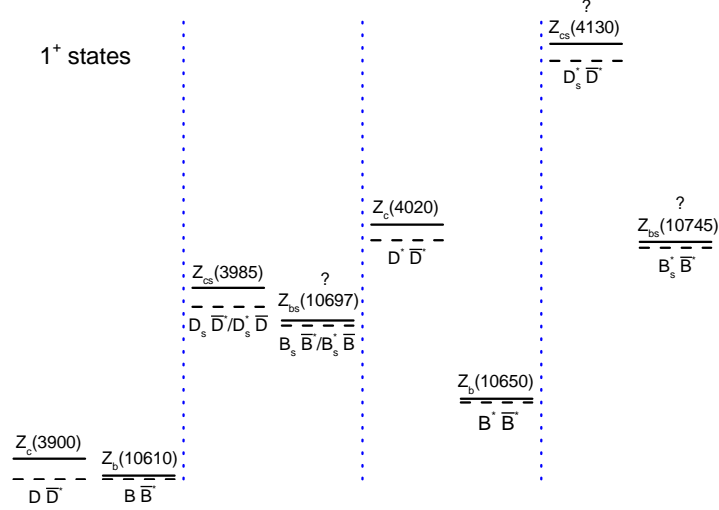 1⁺ states
Z_c(3900)
D D̅*
Z_b(10610)
B B̅*
Z_cs(3985)
D_s D̅*/D_s* D̅
?
Z_bs(10697)
B_s B̅*/B_s* B̅
Z_c(4020)
D* D̅*
Z_b(10650)
B* B̅*
?
Z_cs(4130)
D_s* D̅*
?
Z_bs(10745)
B_s* B̅*